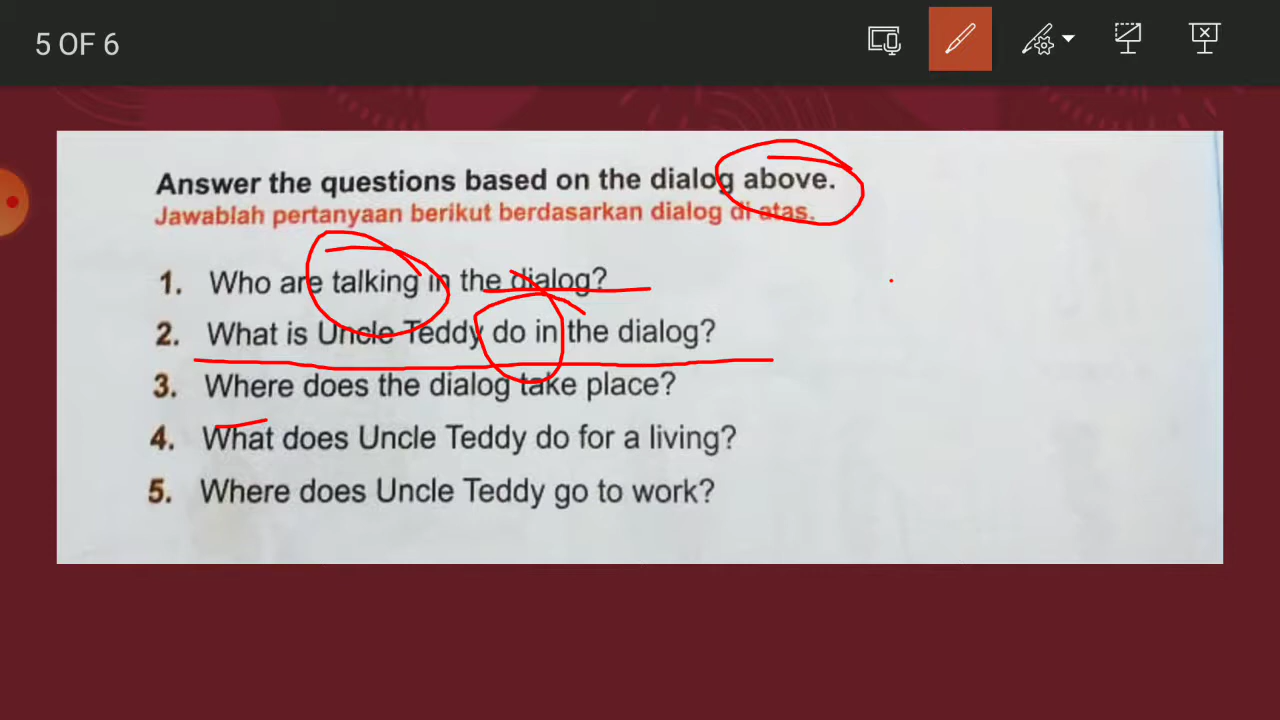 5 OF 6
Answer the questions based on the dialog above.
Jawablah pertanyaan berikut berdasarkan dialog di atas.
1. Who are talking in the dialog?
2. What is Uncle Teddy do in the dialog?
3. Where does the dialog take place?
4. What does Uncle Teddy do for a living?
5. Where does Uncle Teddy go to work?